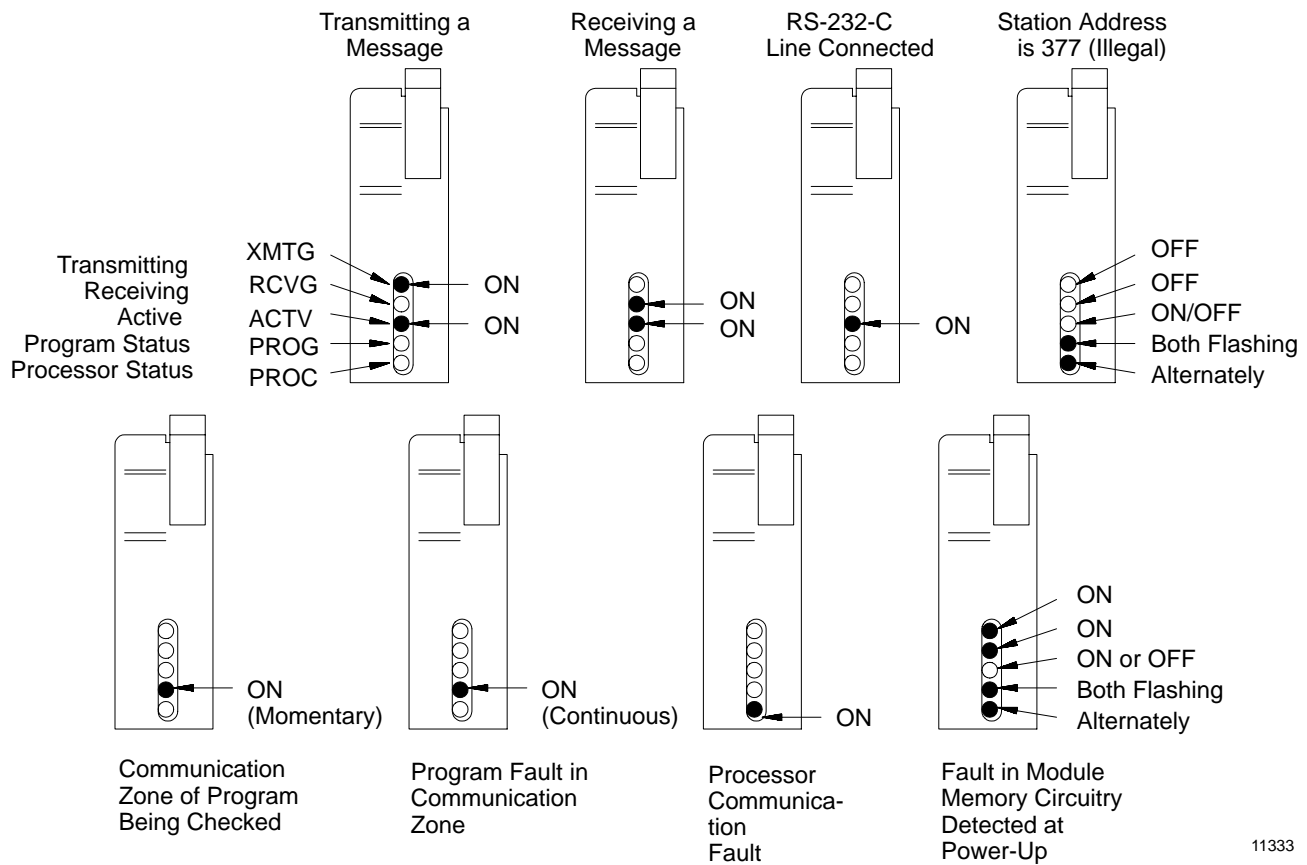 Transmitting a
Message
Receiving a
Message
RS-232-C
Line Connected
Station Address
is 377 (Illegal)
Transmitting
Receiving
Active
Program Status
Processor Status
XMTG
RCVG
ACTV
PROG
PROC
ON
ON
ON
ON
ON
OFF
OFF
ON/OFF
Both Flashing
Alternately
ON
(Momentary)
ON
(Continuous)
ON
ON
ON
ON or OFF
Both Flashing
Alternately
Communication
Zone of Program
Being Checked
Program Fault in
Communication
Zone
Processor
Communica-
tion
Fault
Fault in Module
Memory Circuitry
Detected at
Power-Up
11333